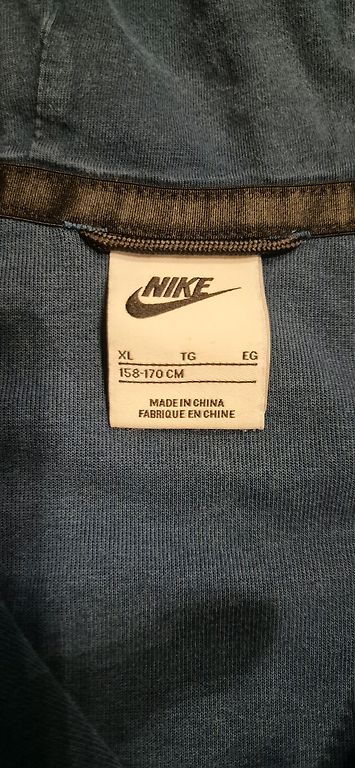 NIKE
XL TG EG
158-170 CM
MADE IN CHINA
FABRIQUE EN CHINE